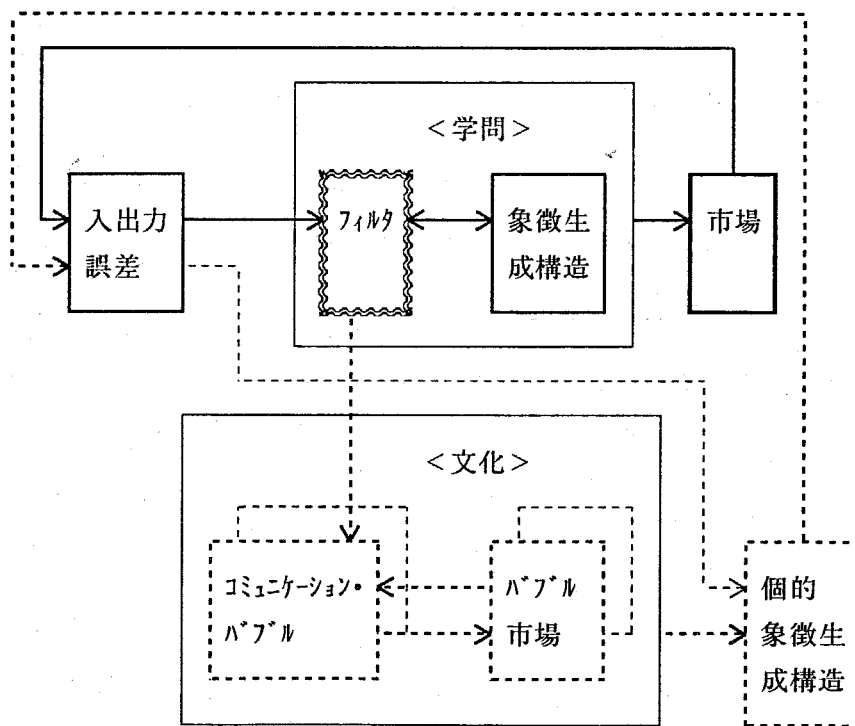 <学問>
入出力
誤差
フィルタ
象徴生
成構造
市場
<文化>
コミュニケーション・
バブル
バブル
市場
個的
象徴生
成構造